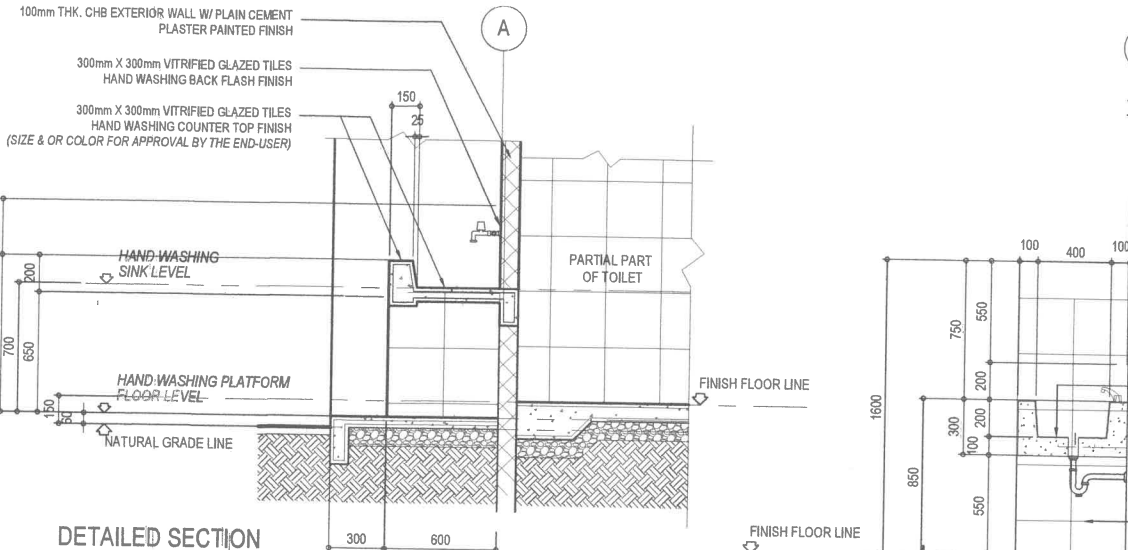 100mm THK. CHB EXTERIOR WALL W/ PLAIN CEMENT
PLASTER PAINTED FINISH
A
300mm X 300mm VITRIFIED GLAZED TILES
HAND WASHING BACK FLASH FINISH
300mm X 300mm VITRIFIED GLAZED TILES
HAND WASHING COUNTER TOP FINISH
(SIZE & OR COLOR FOR APPROVAL BY THE END-USER)
150
25
HAND WASHING
SINK LEVEL
200
700
650
PARTIAL PART
OF TOILET
HAND WASHING PLATFORM
FLOOR LEVEL
150
NATURAL GRADE LINE
FINISH FLOOR LINE
100
400
100
550
750
200
1600
300
200
100
850
550
DETAILED SECTION
300
600
FINISH FLOOR LINE